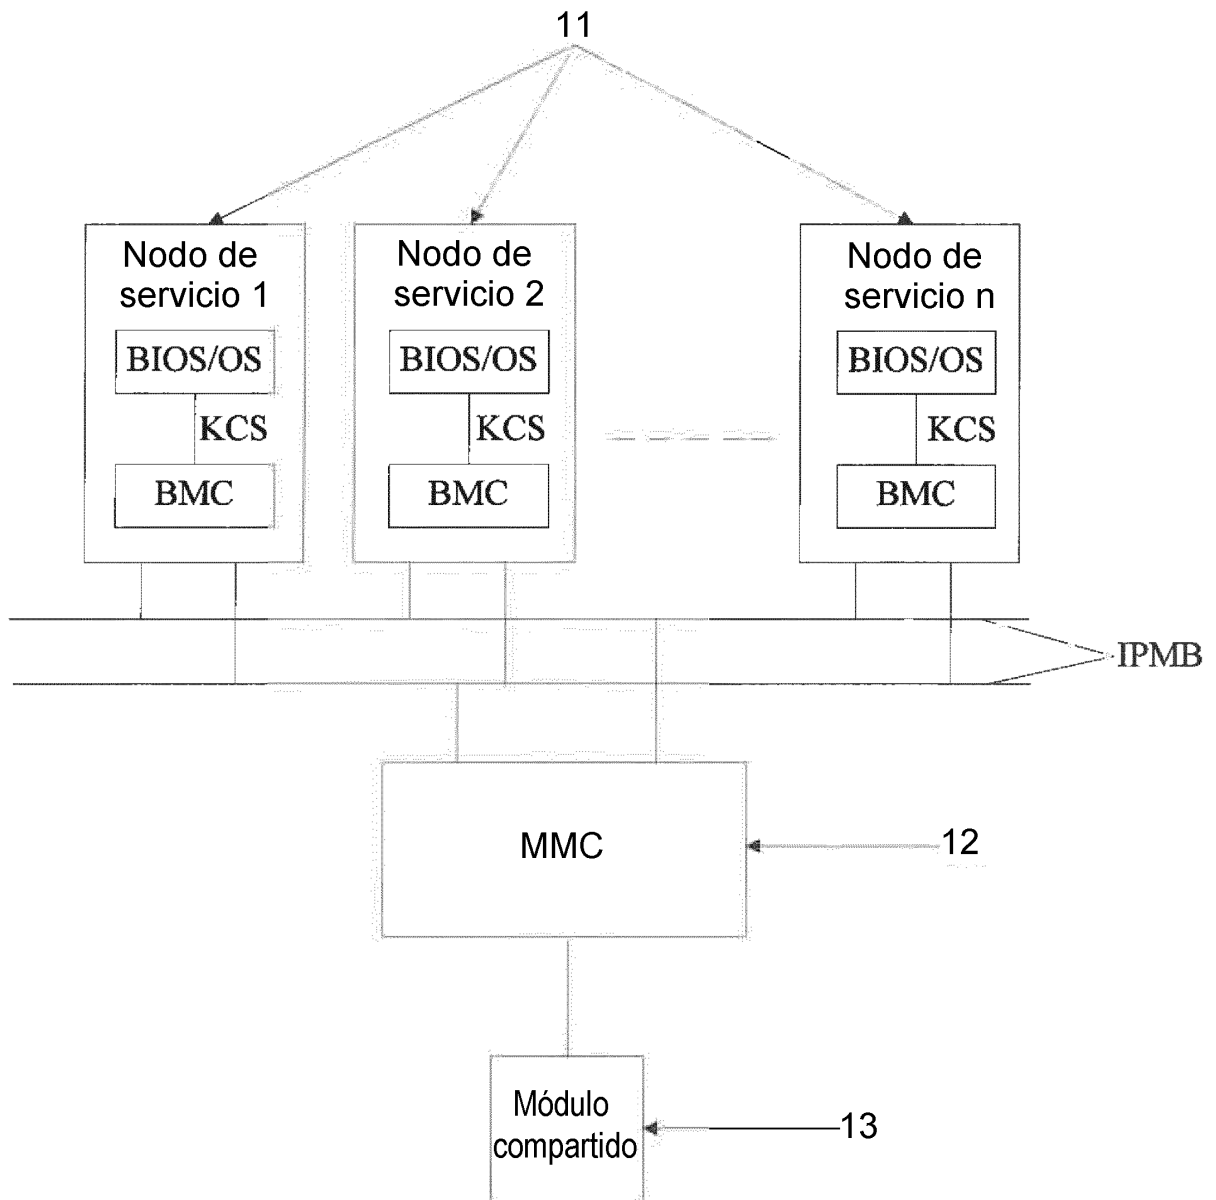 11
Nodo de
servicio 1
BIOS/OS
KCS
BMC
Nodo de
servicio 2
BIOS/OS
KCS
BMC
Nodo de
servicio n
BIOS/OS
KCS
BMC
IPMB
MMC
12
Módulo
compartido
13